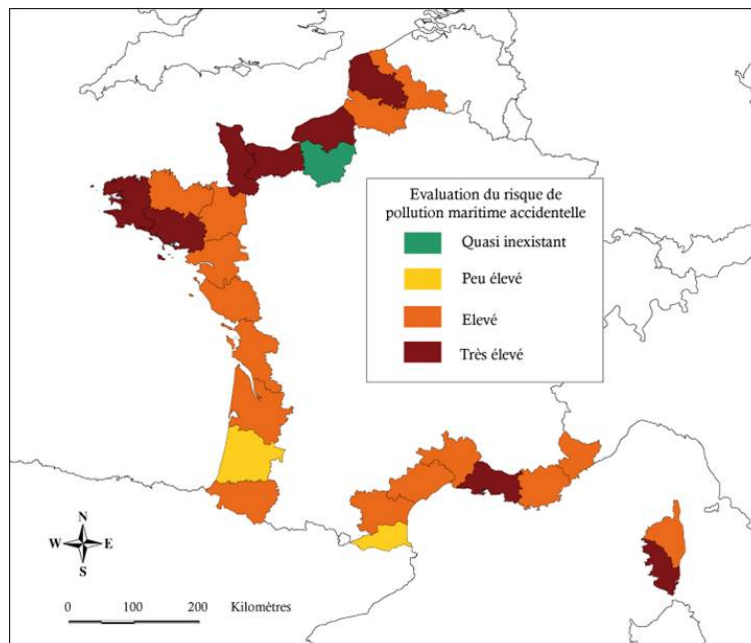 Evaluation du risque de
pollution maritime accidentelle
Quasi inexistant
Peu élevé
Elevé
Très élevé
N
W E
S
0 100 200 Kilomètres